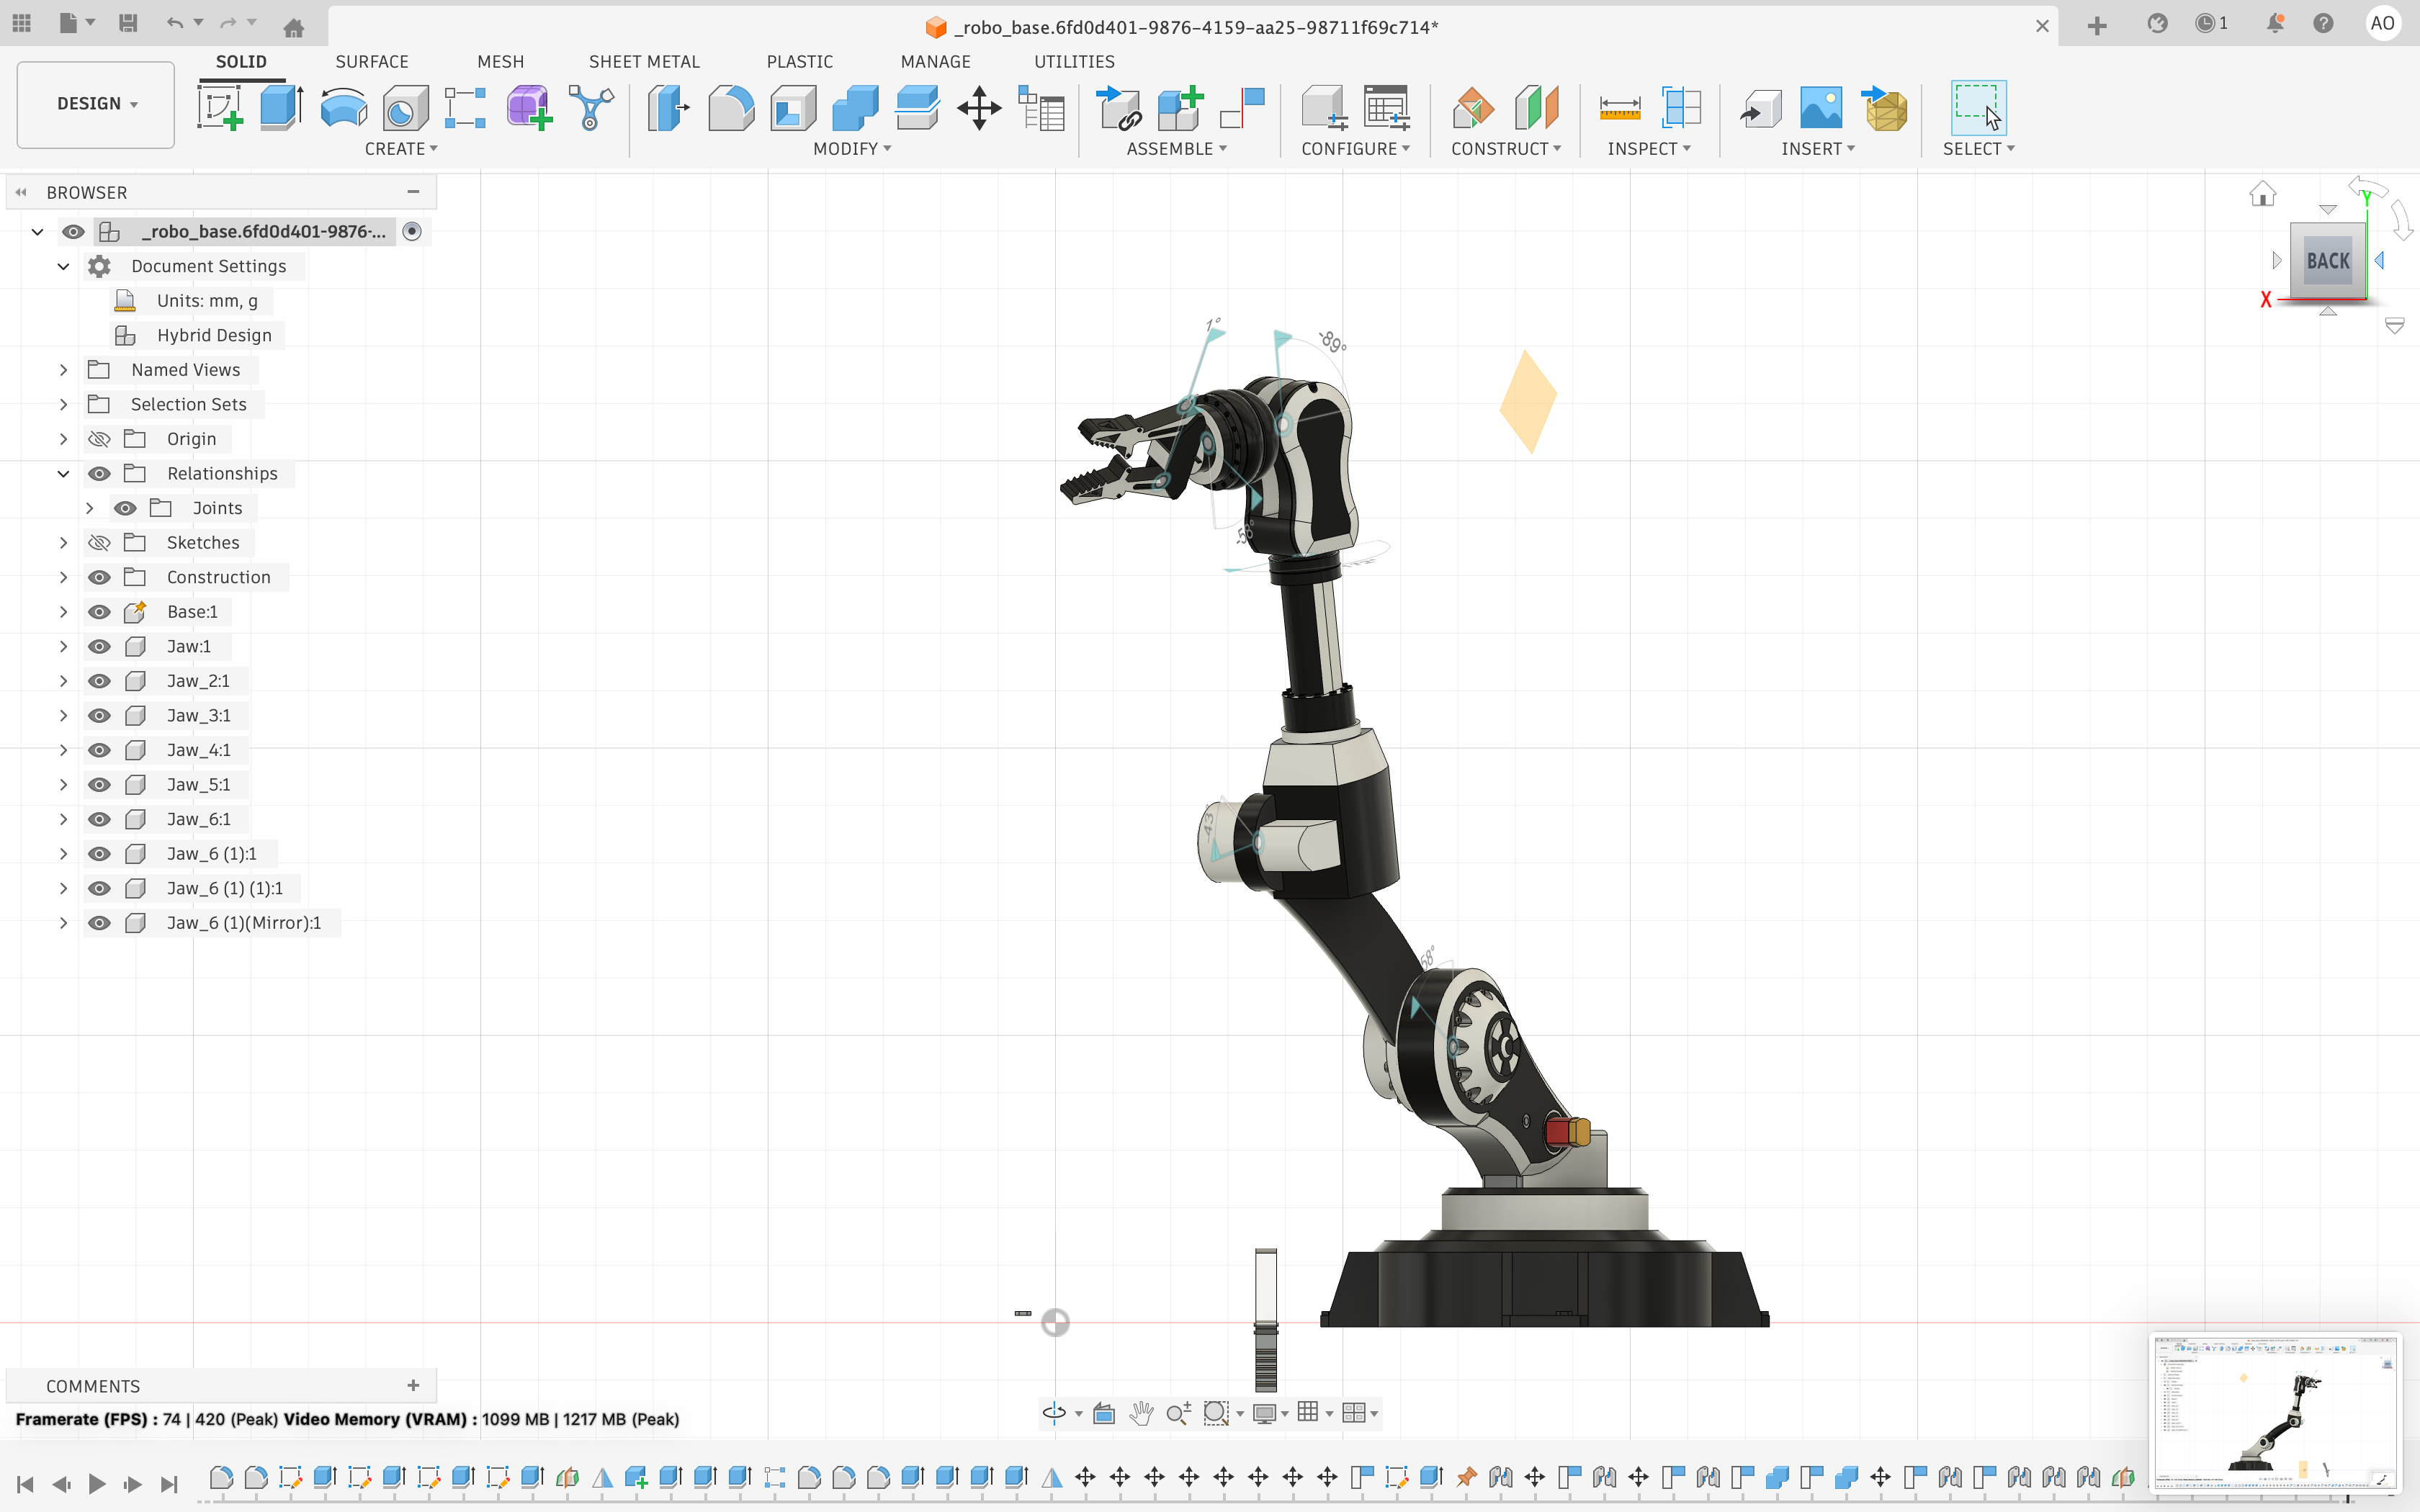 _robo_base.6fd0d401-9876-4159-aa25-98711f69c714*
1
AO
DESIGN
SOLID
SURFACE
MESH
SHEET METAL
PLASTIC
MANAGE
UTILITIES
CREATE
MODIFY
ASSEMBLE
CONFIGURE
CONSTRUCT
INSPECT
INSERT
SELECT
BROWSER
_robo_base.6fd0d401-9876-...
Document Settings
Units: mm, g
Hybrid Design
Named Views
Selection Sets
Origin
Relationships
Joints
Sketches
Construction
Base:1
Jaw:1
Jaw_2:1
Jaw_3:1
Jaw_4:1
Jaw_5:1
Jaw_6:1
Jaw_6 (1):1
Jaw_6 (1) (1):1
Jaw_6 (1)(Mirror):1
Y
BACK
X
1°
-89°
-58°
58°
COMMENTS
Framerate (FPS) : 74 | 420 (Peak) Video Memory (VRAM) : 1099 MB | 1217 MB (Peak)